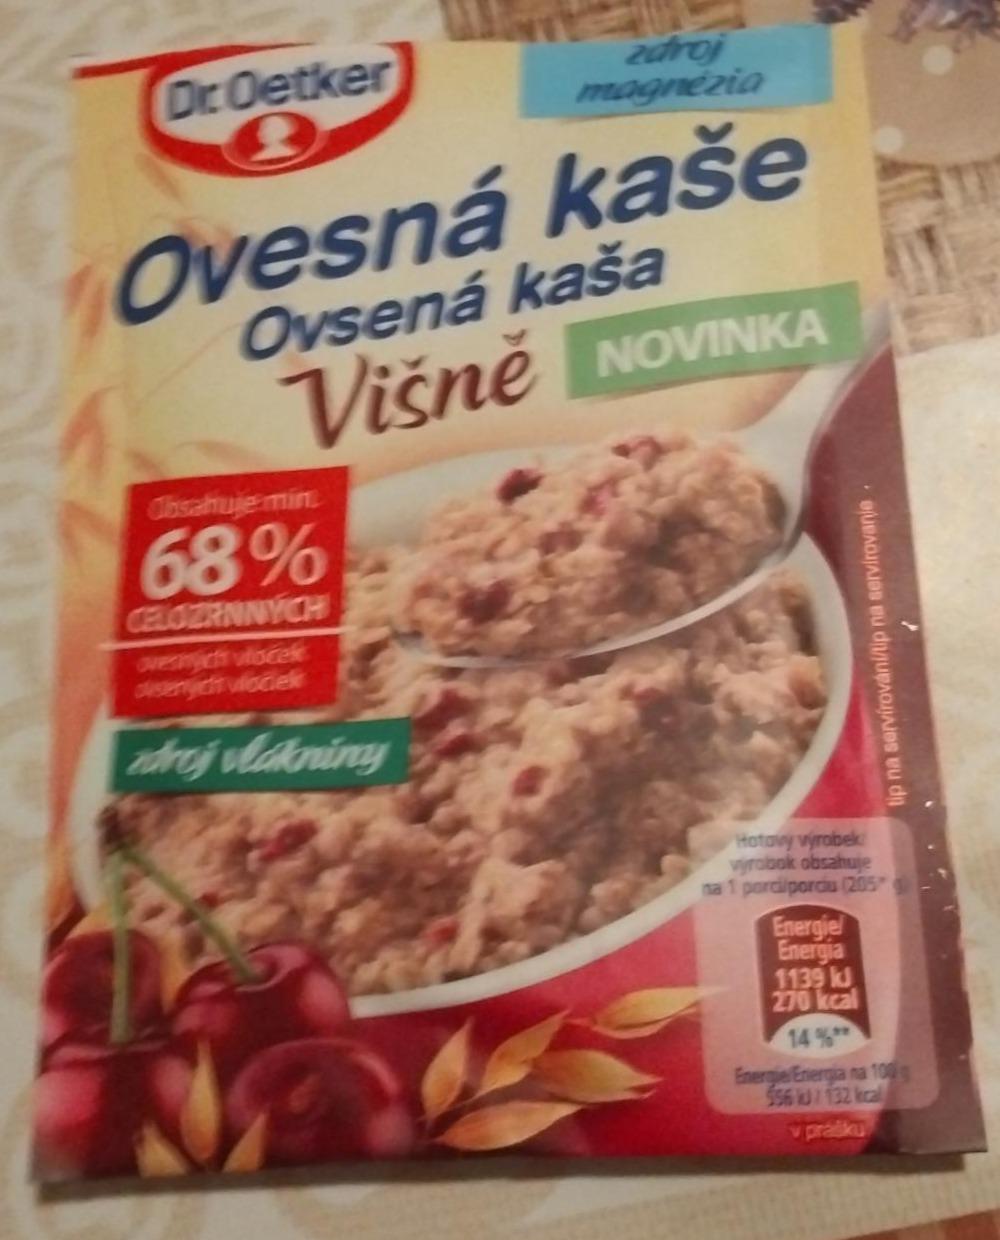 Dr. Oetker
zdroj
magnézia
Ovesná kaše
Ovsená kaša
Višně
NOVINKA
Obsahuje min.
68%
CELOZRNNÝCH
ovesných vloček
ovsených vločiek
zdroj vlákniny
tip na servírování/tip na servírovanie
Hotový výrobek/
výrobok obsahuje
na 1 porci/porciu (205* g)
Energie/
Energia
1139 kJ
270 kcal
14 %**
Energie/Energia na 100 g
556 kJ / 132 kcal
v prášku